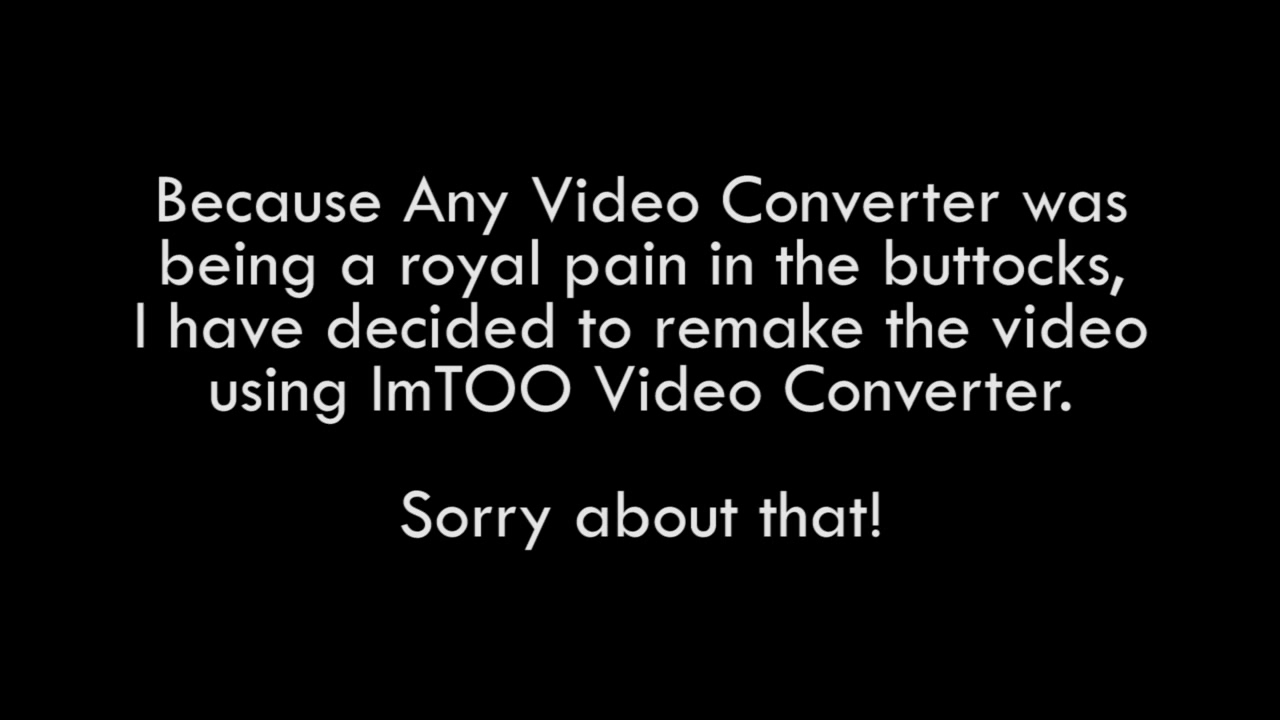 Because Any Video Converter was
being a royal pain in the buttocks,
I have decided to remake the video
using ImTOO Video Converter.
Sorry about that!